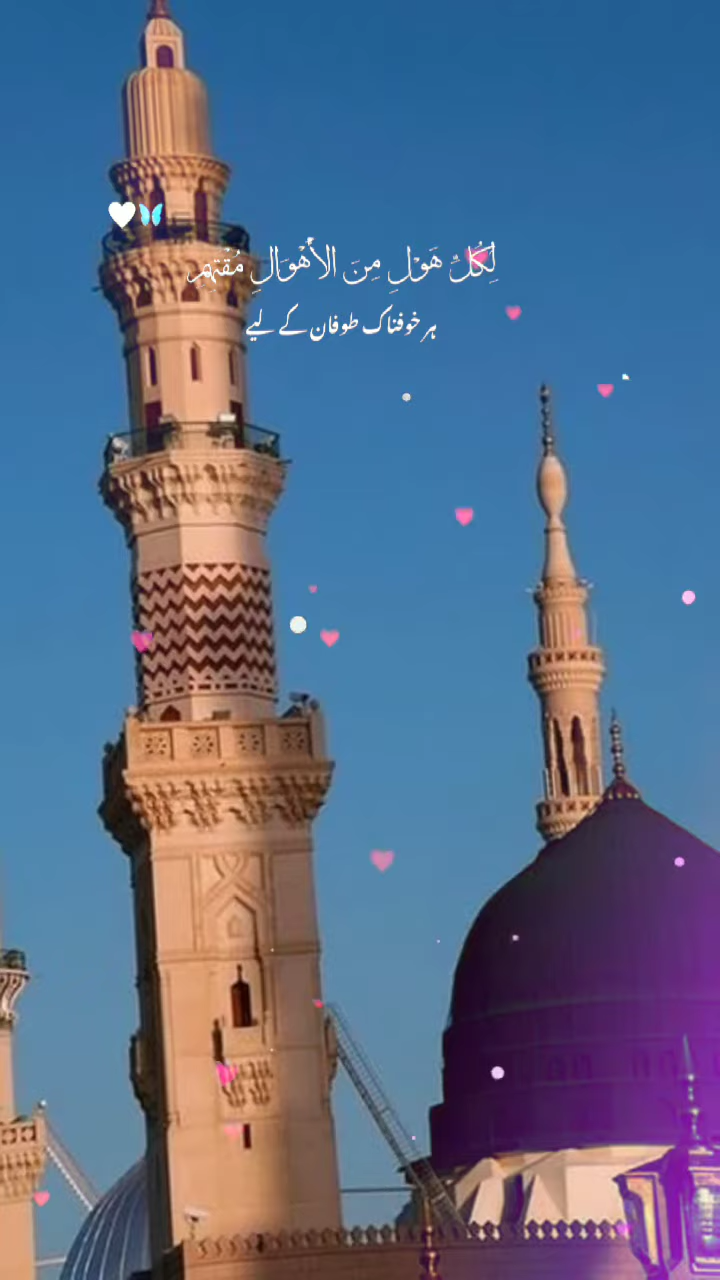 🤍🦋
لِكُلِّ هَوْلٍ مِنَ الأَهْوَالِ مُقْتَحِمِ
ہر خوفناک طوفان کے لیے